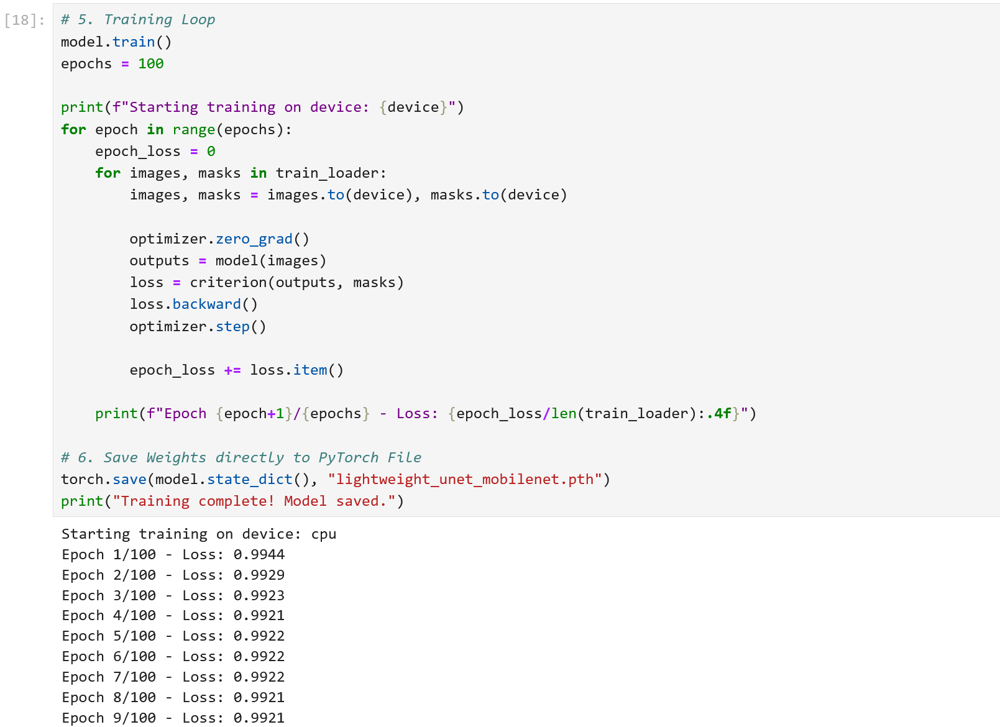 [18]:
# 5. Training Loop
model.train()
epochs = 100
print(f"Starting training on device: {device}")
for epoch in range(epochs):
    epoch_loss = 0
    for images, masks in train_loader:
        images, masks = images.to(device), masks.to(device)
        optimizer.zero_grad()
        outputs = model(images)
        loss = criterion(outputs, masks)
        loss.backward()
        optimizer.step()
        epoch_loss += loss.item()
    print(f"Epoch {epoch+1}/{epochs} - Loss: {epoch_loss/len(train_loader):.4f}")
# 6. Save Weights directly to PyTorch File
torch.save(model.state_dict(), "lightweight_unet_mobilenet.pth")
print("Training complete! Model saved.")
Starting training on device: cpu
Epoch 1/100 - Loss: 0.9944
Epoch 2/100 - Loss: 0.9929
Epoch 3/100 - Loss: 0.9923
Epoch 4/100 - Loss: 0.9921
Epoch 5/100 - Loss: 0.9922
Epoch 6/100 - Loss: 0.9922
Epoch 7/100 - Loss: 0.9922
Epoch 8/100 - Loss: 0.9921
Epoch 9/100 - Loss: 0.9921